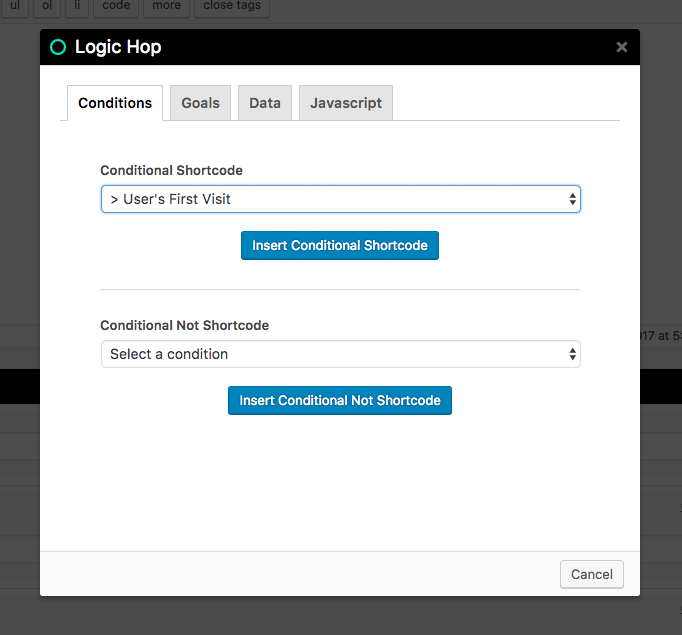 ul ol li code more close tags
Logic Hop ×
Conditions Goals Data Javascript
Conditional Shortcode
> User's First Visit
Insert Conditional Shortcode
Conditional Not Shortcode
17 at 5
Select a condition
Insert Conditional Not Shortcode
Cancel